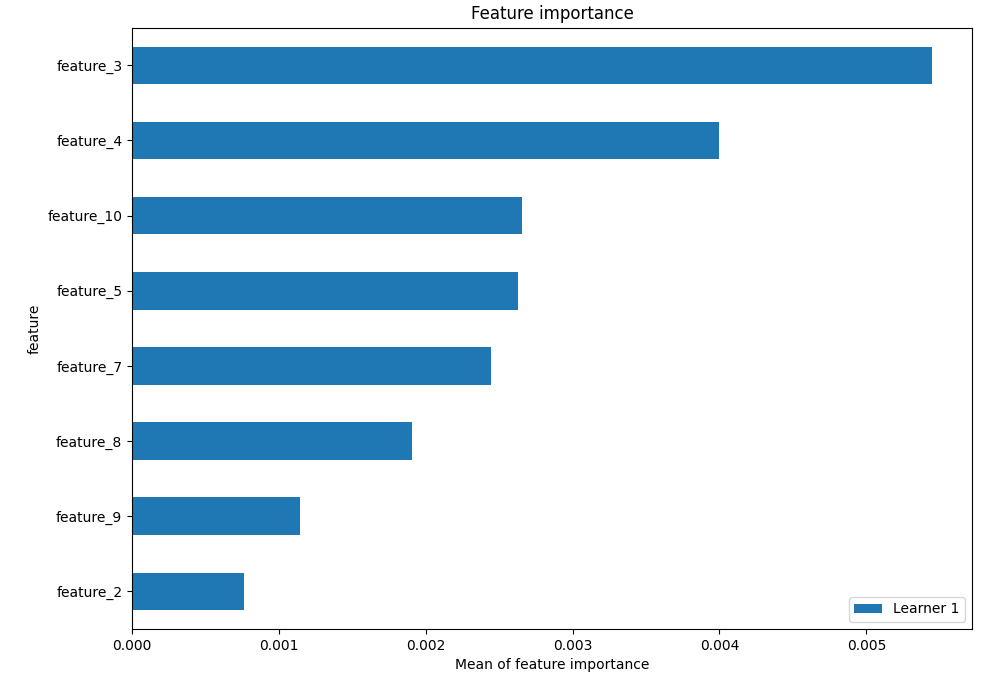 Feature importance
feature_3
feature_4
feature_10
feature_5
feature_7
feature_8
feature_9
feature_2
feature
Learner 1
0.000 0.001 0.002 0.003 0.004 0.005
Mean of feature importance